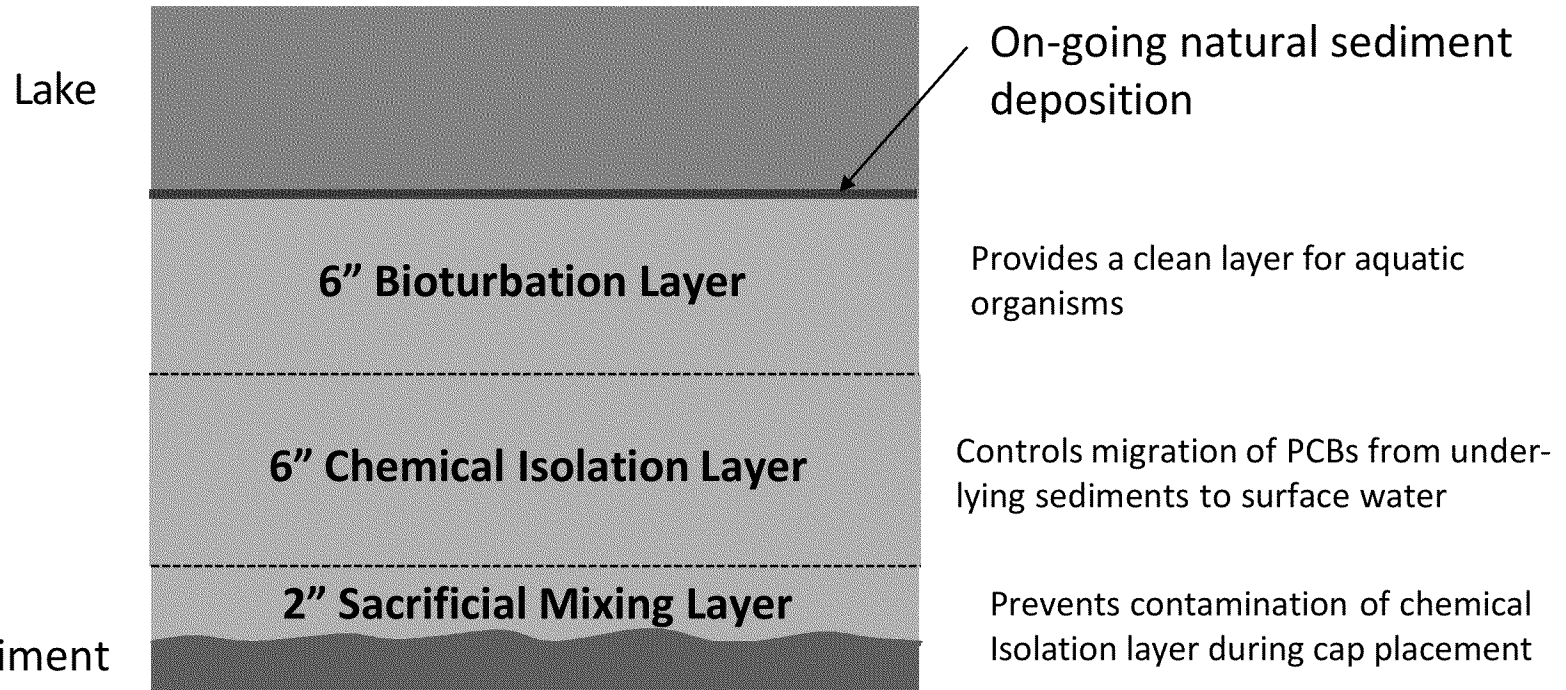 Lake
On-going natural sediment
deposition
6” Bioturbation Layer
Provides a clean layer for aquatic
organisms
6” Chemical Isolation Layer
Controls migration of PCBs from under-
lying sediments to surface water
2” Sacrificial Mixing Layer
Prevents contamination of chemical
Isolation layer during cap placement
iment